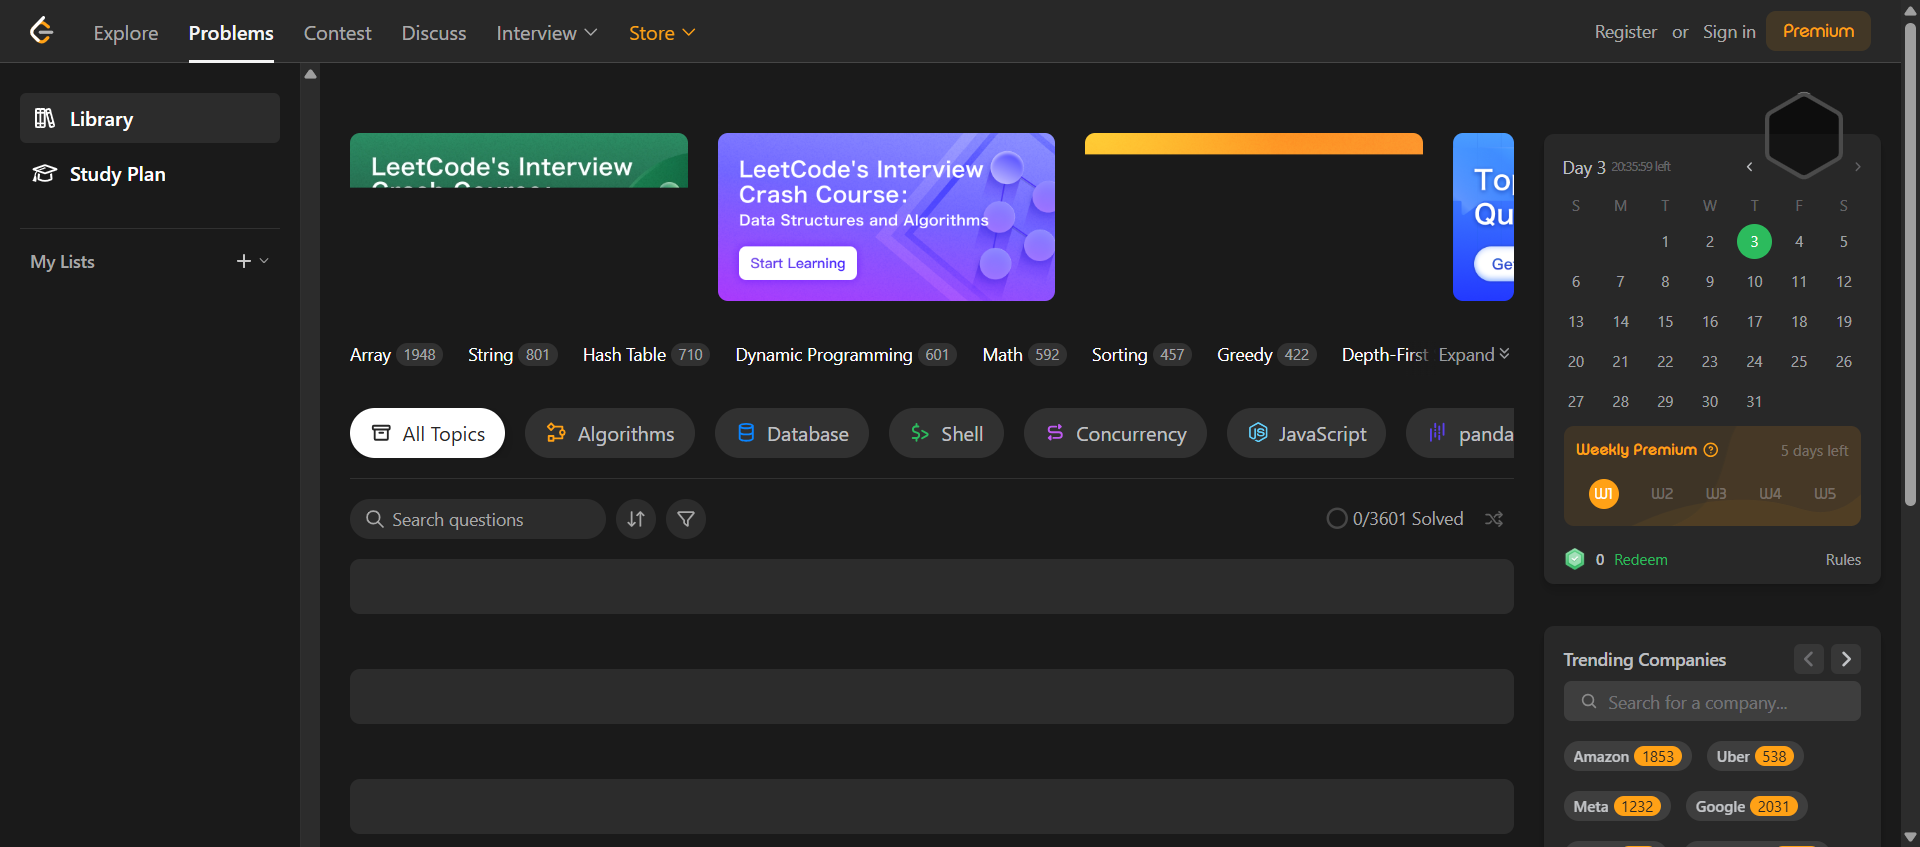 Explore Problems Contest Discuss Interview Store Register or Sign in Premium
Library
Study Plan
My Lists
LeetCode's Interview
LeetCode's Interview
Crash Course:
Data Structures and Algorithms
Start Learning
Array 1948 String 801 Hash Table 710 Dynamic Programming 601 Math 592 Sorting 457 Greedy 422 Depth-First Expand
All Topics Algorithms Database Shell Concurrency JavaScript panda
Search questions 0/3601 Solved
Day 3 20:35:59 left
S M T W T F S
1 2 3 4 5
6 7 8 9 10 11 12
13 14 15 16 17 18 19
20 21 22 23 24 25 26
27 28 29 30 31
Weekly Premium 5 days left
W1 W2 W3 W4 W5
0 Redeem Rules
Trending Companies
Search for a company...
Amazon 1853 Uber 538
Meta 1232 Google 2031